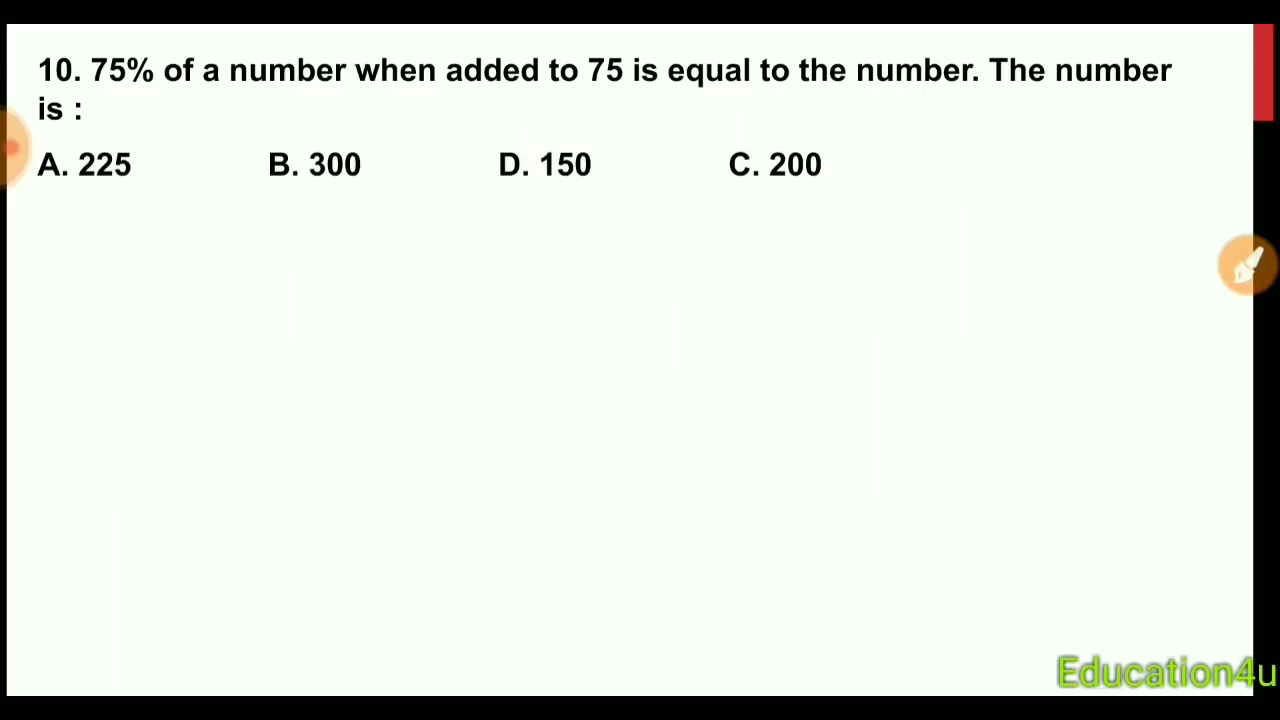 10. 75% of a number when added to 75 is equal to the number. The number
is :
A. 225 B. 300 D. 150 C. 200
Education4u